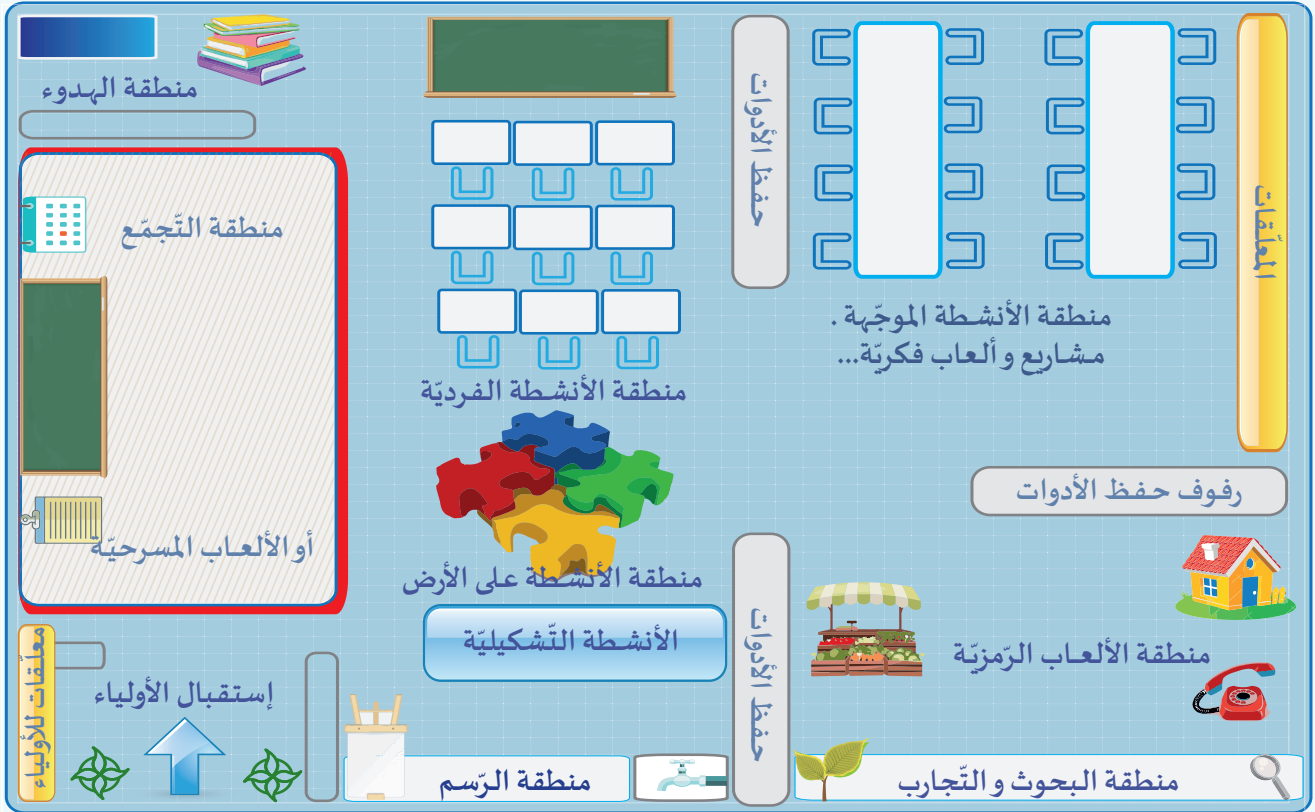 منطقة الهدوء
حفظ الأدوات
المعلّقات
منطقة التّجمّع
منطقة الأنشطة الموجّهة .
مشاريع وألعاب فكريّة...
منطقة الأنشطة الفرديّة
رفوف حفظ الأدوات
أو الألعاب المسرحيّة
منطقة الأنشطة على الأرض
الأنشطة التّشكيليّة
منطقة الألعاب الرّمزيّة
حفظ الأدوات
إستقبال الأولياء
معلّقات للأولياء
منطقة البحوث والتّجارب
منطقة الرّسم